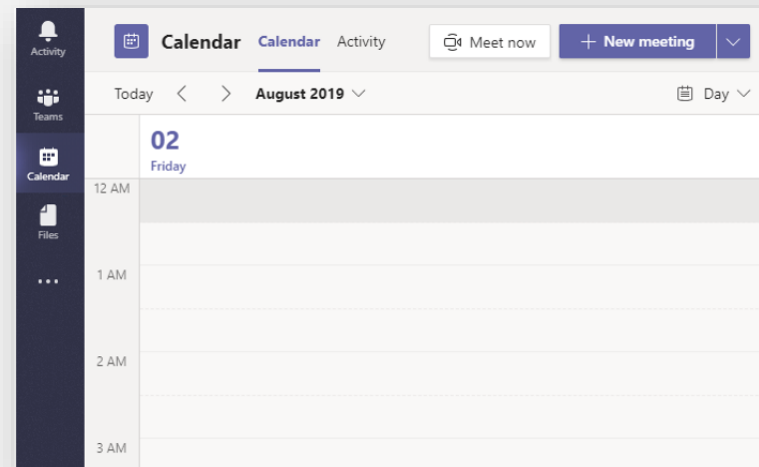 Activity
Teams
Calendar
Files
Calendar Calendar Activity Meet now + New meeting
Today August 2019 Day
02
Friday
12 AM
1 AM
2 AM
3 AM